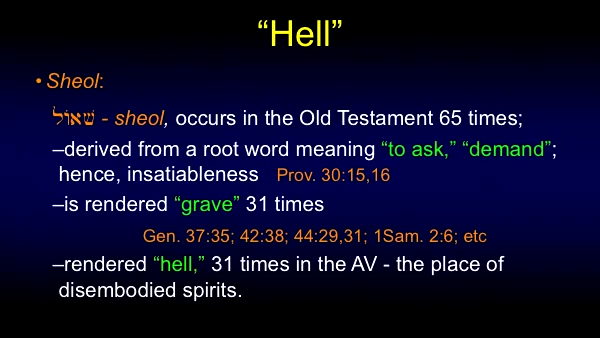 “Hell”
• Sheol:
שׁאוֹל - sheol, occurs in the Old Testament 65 times;
–derived from a root word meaning “to ask,” “demand”;
hence, insatiableness Prov. 30:15,16
–is rendered “grave” 31 times
Gen. 37:35; 42:38; 44:29,31; 1Sam. 2:6; etc
–rendered “hell,” 31 times in the AV - the place of
disembodied spirits.